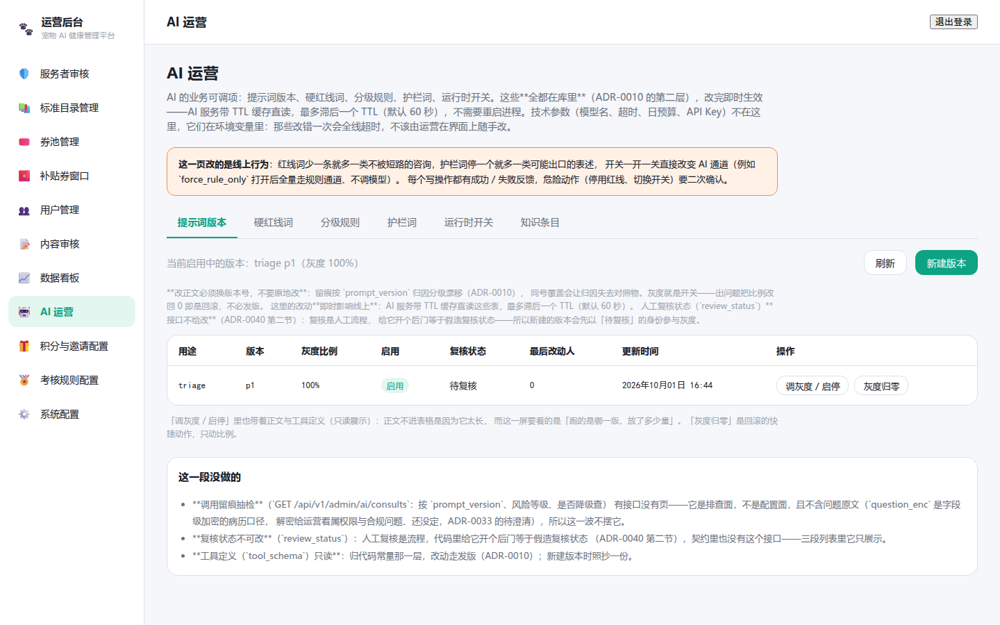 运营后台
宠物 AI 健康管理平台
服务者审核
标准目录管理
券池管理
补贴券窗口
用户管理
内容审核
数据看板
AI 运营
积分与邀请配置
考核规则配置
系统配置
AI 运营
退出登录
AI 运营
AI 的业务可调项：提示词版本、硬红线词、分级规则、护栏词、运行时开关。这些**全都在库里**（ADR-0010 的第二层），改完即时生效
——AI 服务带 TTL 缓存直读，最多滞后一个 TTL（默认 60 秒），不需要重启进程。技术参数（模型名、超时、日预算、API Key）不在这
里，它们在环境变量里：那些改错一次会全线超时，不该由运营在界面上随手改。
这一页改的是线上行为：红线词少一条就多一类不被短路的咨询，护栏词停一个就多一类可能出口的表述， 开关一开一关直接改变 AI 通道（例如
`force_rule_only` 打开后全量走规则通道、不调模型）。 每个写操作都有成功 / 失败反馈，危险动作（停用红线、切换开关）要二次确认。
提示词版本
硬红线词
分级规则
护栏词
运行时开关
知识条目
当前启用中的版本：triage p1（灰度 100%）
刷新
新建版本
**改正文必须换版本号，不要原地改**：留痕按 `prompt_version` 归因分级漂移（ADR-0010）， 同号覆盖会让归因失去对照物。灰度就是开关——出问题把比例改
回 0 即是回滚，不必发版。 这里的改动**即时影响线上**：AI 服务带 TTL 缓存直读这些表，最多滞后一个 TTL（默认 60 秒）。 人工复核状态（`review_status`）**
接口不给改**（ADR-0040 第二节）：复核是人工流程， 给它开个后门等于假造复核状态——所以新建的版本会先以「待复核」的身份参与灰度。
用途 版本 灰度比例 启用 复核状态 最后改动人 更新时间 操作
triage p1 100% 启用 待复核 0 2026年10月01日 16:44 调灰度 / 启停 灰度归零
「调灰度 / 启停」里也带着正文与工具定义（只读展示）：正文不进表格是因为它太长， 而这一屏要看的是「跑的是哪一版、放了多少量」。「灰度归零」是回滚的快
捷动作，只动比例。
这一段没做的
**调用留痕抽检**（`GET /api/v1/admin/ai/consults`：按 `prompt_version`、风险等级、是否降级查） 有接口没有页——它是排查面，不是配置面，且不含问题原文（`question_enc` 是字段
级加密的病历口径， 解密给运营看属权限与合规问题、还没定，ADR-0033 的待澄清），所以这一波不摆它。
**复核状态不可改**（`review_status`）：人工复核是流程，代码里给它开个后门等于假造复核状态 （ADR-0040 第二节），契约里也没有这个接口——三段列表里它只展示。
**工具定义（`tool_schema`）只读**：归代码常量那一层，改动走发版（ADR-0010）；新建版本时照抄一份。